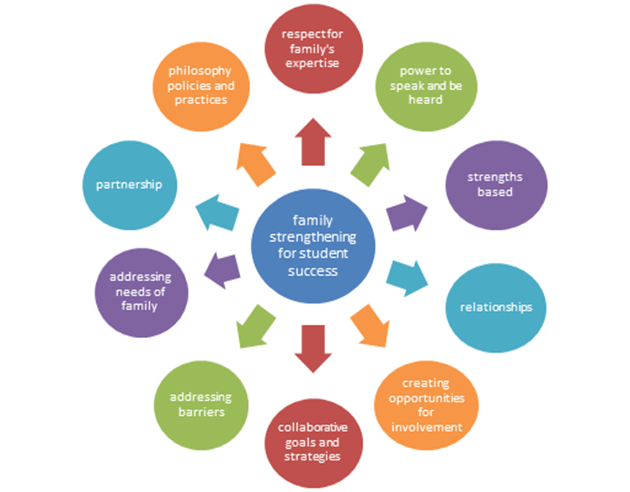 respect for
family's
expertise
power to
speak and be
heard
strengths
based
relationships
creating
opportunities
for
involvement
collaborative
goals and
strategies
addressing
barriers
addressing
needs of
family
partnership
philosophy
policies and
practices
family
strengthening
for student
success